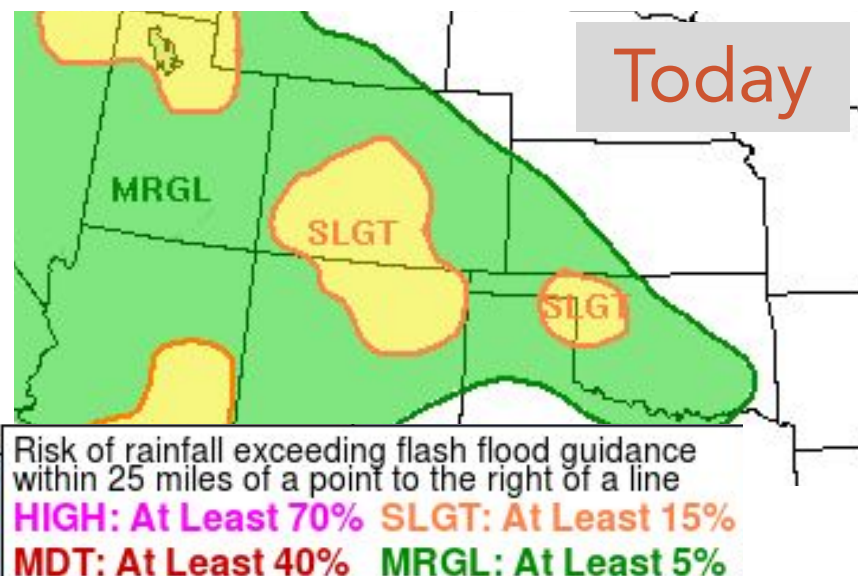 Today
MRGL
SLGT
SLGT
Risk of rainfall exceeding flash flood guidance
within 25 miles of a point to the right of a line
HIGH: At Least 70% SLGT: At Least 15%
MDT: At Least 40% MRGL: At Least 5%